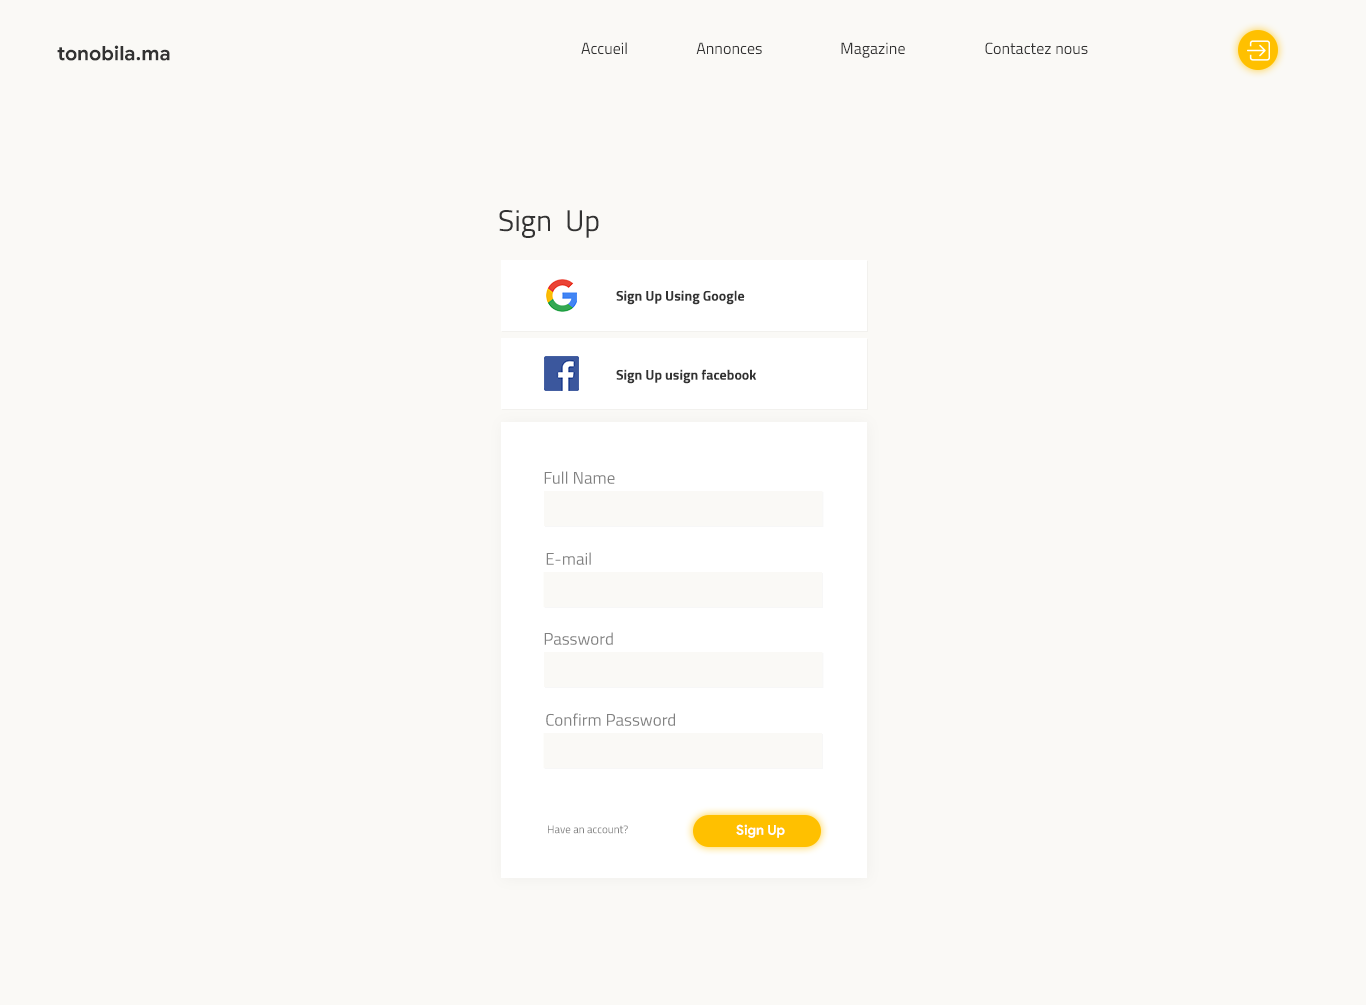 tonobila.ma
Accueil
Annonces
Magazine
Contactez nous
Sign Up
Sign Up Using Google
Sign Up usign facebook
Full Name
E-mail
Password
Confirm Password
Have an account?
Sign Up